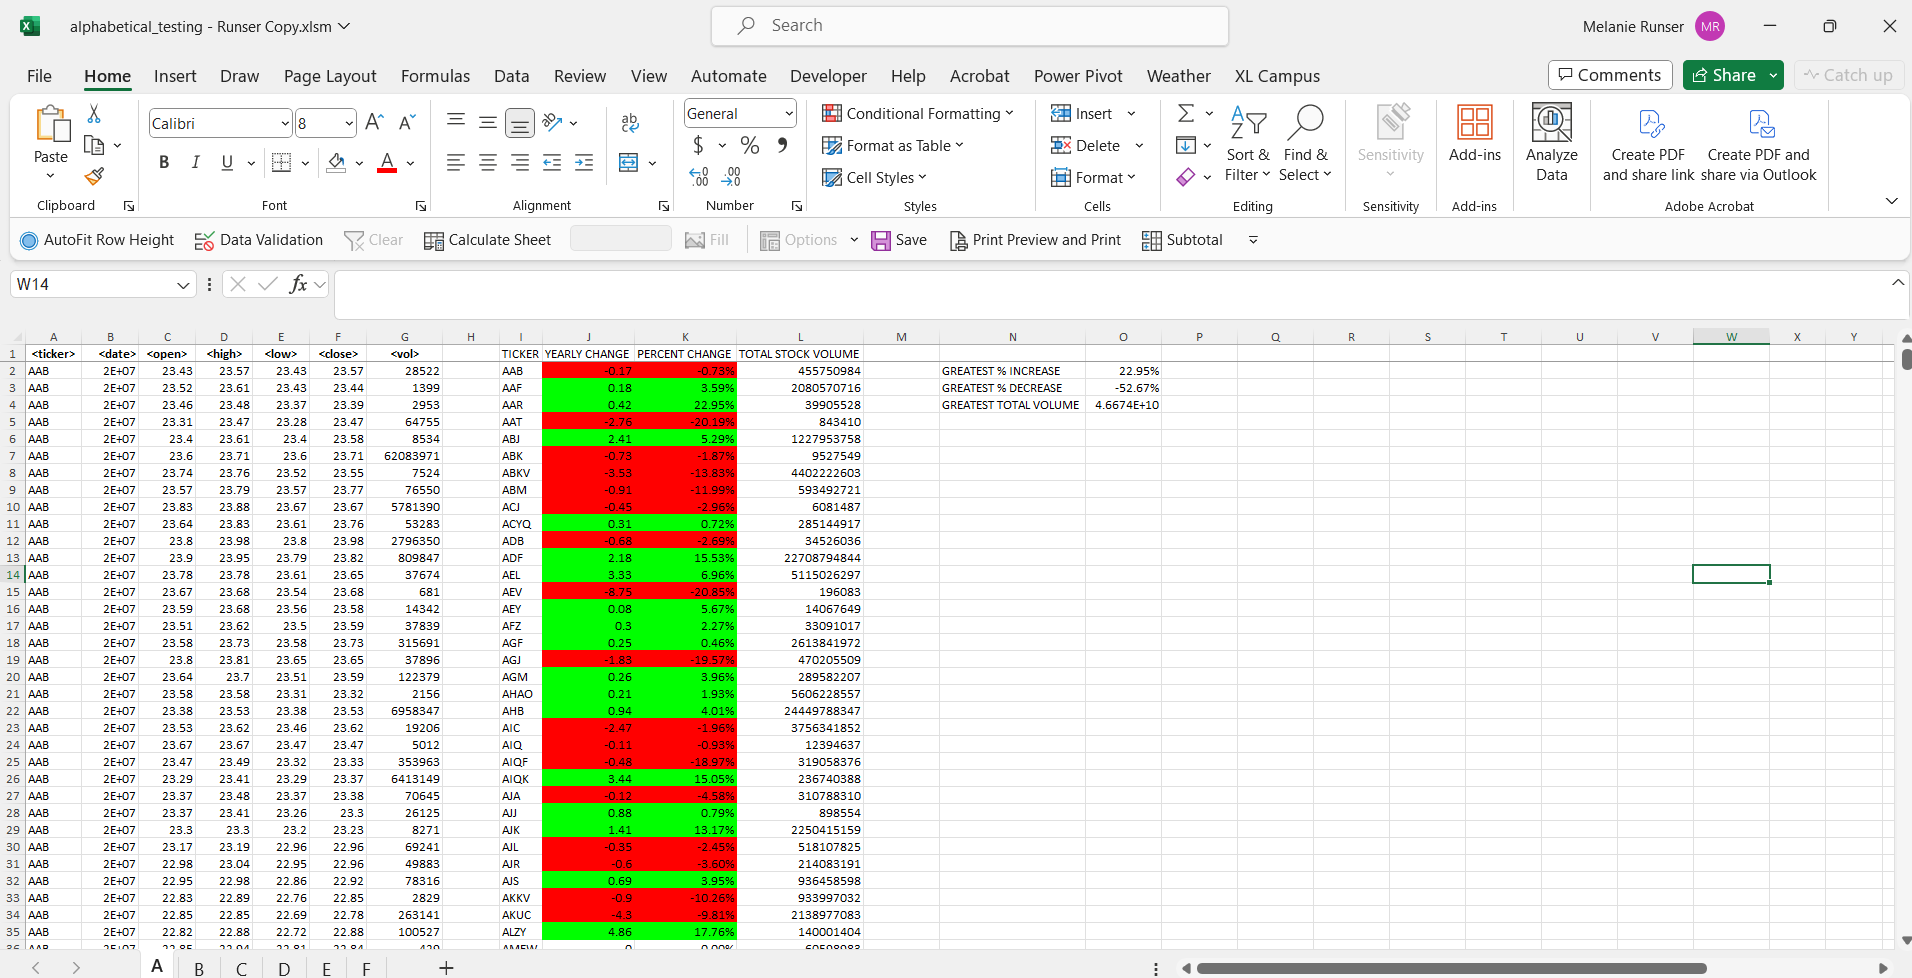 alphabetical_testing - Runser Copy.xlsm
Search
Melanie Runser MR
File Home Insert Draw Page Layout Formulas Data Review View Automate Developer Help Acrobat Power Pivot Weather XL Campus
Comments Share Catch up
Paste
Clipboard
Calibri 8
B I U
Font
ab
Alignment
General
$ % 9
Number
Conditional Formatting
Format as Table
Cell Styles
Styles
Insert
Delete
Format
Cells
Sort & Filter
Find & Select
Editing
Sensitivity
Sensitivity
Add-ins
Add-ins
Analyze Data
Create PDF and share link
Create PDF and share via Outlook
Adobe Acrobat
AutoFit Row Height Data Validation Clear Calculate Sheet Fill Options Save Print Preview and Print Subtotal
W14 fx
A B C D E F G H I J K L M N O P Q R S T U V W X Y
1 <ticker> <date> <open> <high> <low> <close> <vol> TICKER YEARLY CHANGE PERCENT CHANGE TOTAL STOCK VOLUME
2 AAB 2E+07 23.43 23.57 23.43 23.57 28522 AAB -0.17 -0.73% 455750984 GREATEST % INCREASE 22.95%
3 AAB 2E+07 23.52 23.61 23.43 23.44 1399 AAF 0.18 3.59% 2080570716 GREATEST % DECREASE -52.67%
4 AAB 2E+07 23.46 23.48 23.37 23.39 2953 AAR 0.42 22.95% 39905528 GREATEST TOTAL VOLUME 4.6674E+10
5 AAB 2E+07 23.31 23.47 23.28 23.47 64755 AAT -2.76 -20.19% 843410
6 AAB 2E+07 23.4 23.61 23.4 23.58 8534 ABJ 2.41 5.29% 1227953758
7 AAB 2E+07 23.6 23.71 23.6 23.71 62083971 ABK -0.73 -1.87% 9527549
8 AAB 2E+07 23.74 23.76 23.52 23.55 7524 ABKV -3.53 -13.83% 4402222603
9 AAB 2E+07 23.57 23.79 23.57 23.77 76550 ABM -0.91 -11.99% 593492721
10 AAB 2E+07 23.83 23.88 23.67 23.67 5781390 ACJ -0.45 -2.96% 6081487
11 AAB 2E+07 23.64 23.83 23.61 23.76 53283 ACYQ 0.31 0.72% 285144917
12 AAB 2E+07 23.8 23.98 23.8 23.98 2796350 ADB -0.68 -2.69% 34526036
13 AAB 2E+07 23.9 23.95 23.79 23.82 809847 ADF 2.18 15.53% 22708794844
14 AAB 2E+07 23.78 23.78 23.61 23.65 37674 AEL 3.33 6.96% 5115026297
15 AAB 2E+07 23.67 23.68 23.54 23.68 681 AEV -8.75 -20.85% 196083
16 AAB 2E+07 23.59 23.68 23.56 23.58 14342 AEY 0.08 5.67% 14067649
17 AAB 2E+07 23.51 23.62 23.5 23.59 37839 AFZ 0.3 2.27% 33091017
18 AAB 2E+07 23.58 23.73 23.58 23.73 315691 AGF 0.25 0.46% 2613841972
19 AAB 2E+07 23.8 23.81 23.65 23.65 37896 AGJ -1.83 -19.57% 470205509
20 AAB 2E+07 23.64 23.7 23.51 23.59 122379 AGM 0.26 3.96% 289582207
21 AAB 2E+07 23.58 23.58 23.31 23.32 2156 AHAO 0.21 1.93% 5606228557
22 AAB 2E+07 23.38 23.53 23.38 23.53 6958347 AHB 0.94 4.01% 24449788347
23 AAB 2E+07 23.53 23.62 23.46 23.62 19206 AIC -2.47 -1.96% 3756341852
24 AAB 2E+07 23.67 23.67 23.47 23.47 5012 AIQ -0.11 -0.93% 12394637
25 AAB 2E+07 23.47 23.49 23.32 23.33 353963 AIQF -0.48 -18.97% 319058376
26 AAB 2E+07 23.29 23.41 23.29 23.37 6413149 AIQK 3.44 15.05% 236740388
27 AAB 2E+07 23.37 23.48 23.37 23.38 70645 AJA -0.12 -4.58% 310788310
28 AAB 2E+07 23.37 23.41 23.26 23.3 26125 AJJ 0.88 0.79% 898554
29 AAB 2E+07 23.3 23.3 23.2 23.23 8271 AJK 1.41 13.17% 2250415159
30 AAB 2E+07 23.17 23.19 22.96 22.96 69241 AJL -0.35 -2.45% 518107825
31 AAB 2E+07 22.98 23.04 22.95 22.96 49883 AJR -0.6 -3.60% 214083191
32 AAB 2E+07 22.95 22.98 22.86 22.92 78316 AJS 0.69 3.95% 936458598
33 AAB 2E+07 22.83 22.89 22.76 22.85 2829 AKKV -0.9 -10.26% 933997032
34 AAB 2E+07 22.85 22.85 22.69 22.78 263141 AKUC -4.3 -9.81% 2138977083
35 AAB 2E+07 22.82 22.88 22.72 22.88 100527 ALZY 4.86 17.76% 140001404
A B C D E F